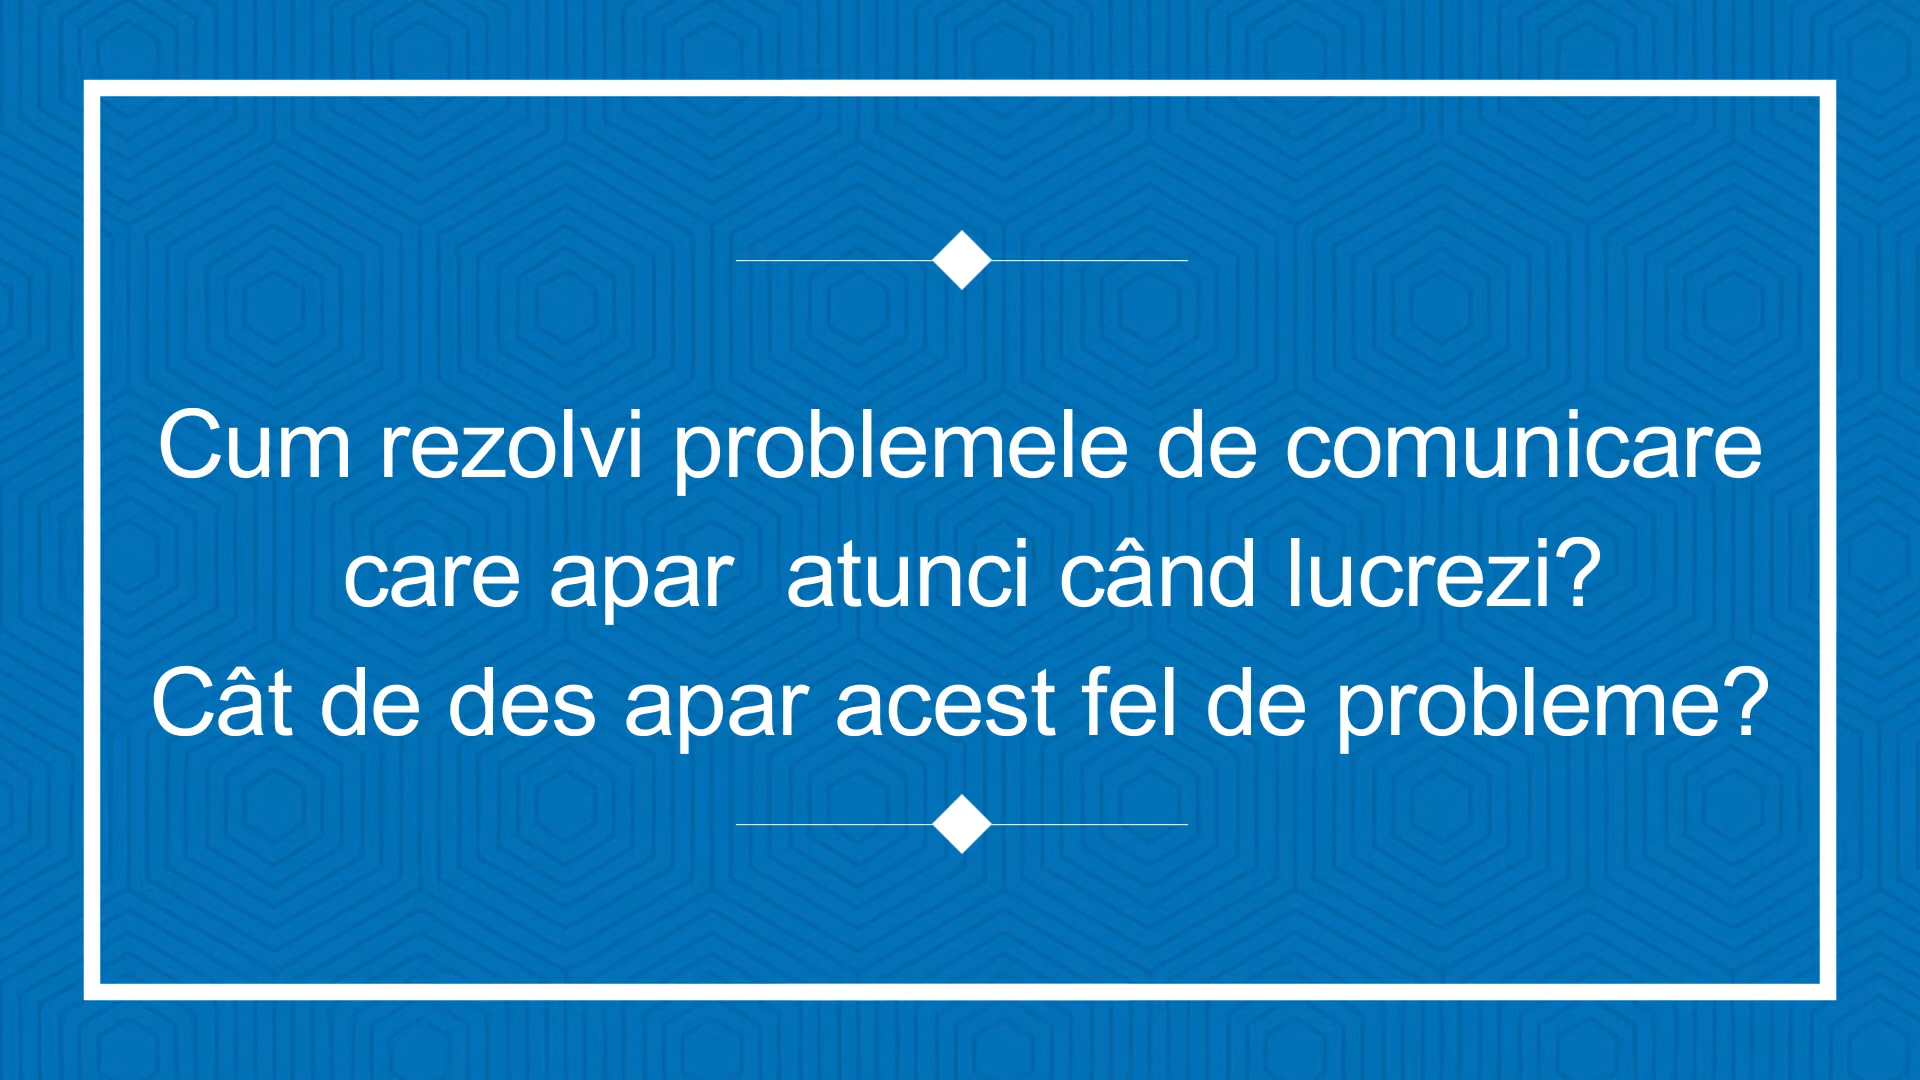 Cum rezolvi problemele de comunicare
care apar  atunci când lucrezi?
Cât de des apar acest fel de probleme?